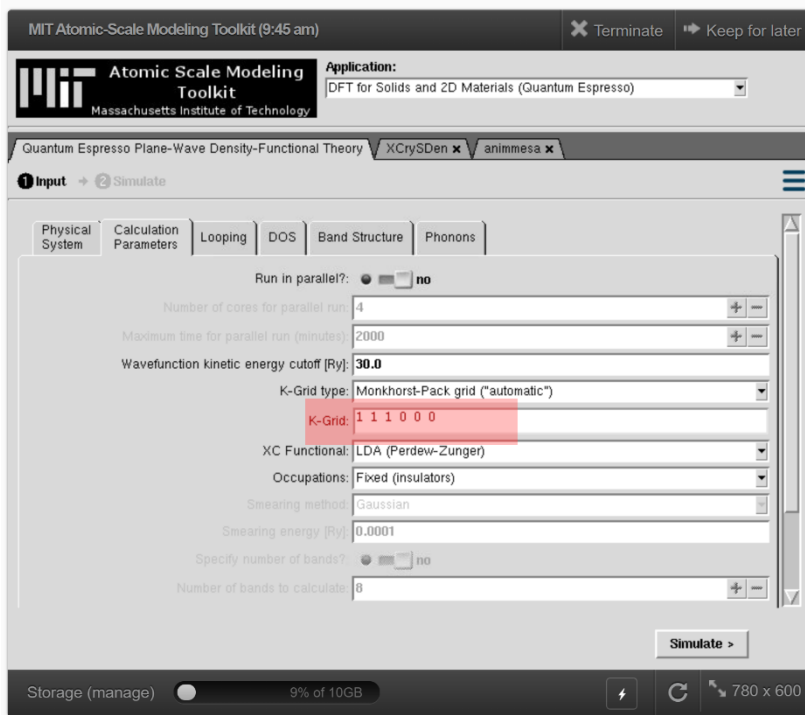 MIT Atomic-Scale Modeling Toolkit (9:45 am)
Terminate
Keep for later
Atomic Scale Modeling
Toolkit
Massachusetts Institute of Technology
Application:
DFT for Solids and 2D Materials (Quantum Espresso)
Quantum Espresso Plane-Wave Density-Functional Theory
XCrySDen
animmesa
1 Input
2 Simulate
Physical
System
Calculation
Parameters
Looping
DOS
Band Structure
Phonons
Run in parallel?: no
Number of cores for parallel run: 4
Maximum time for parallel run (minutes): 2000
Wavefunction kinetic energy cutoff [Ry]: 30.0
K-Grid type: Monkhorst-Pack grid ("automatic")
K-Grid: 1 1 1 0 0 0
XC Functional: LDA (Perdew-Zunger)
Occupations: Fixed (insulators)
Smearing method: Gaussian
Smearing energy [Ry]: 0.0001
Specify number of bands?: no
Number of bands to calculate: 8
Simulate >
Storage (manage)
9% of 10GB
780 x 600